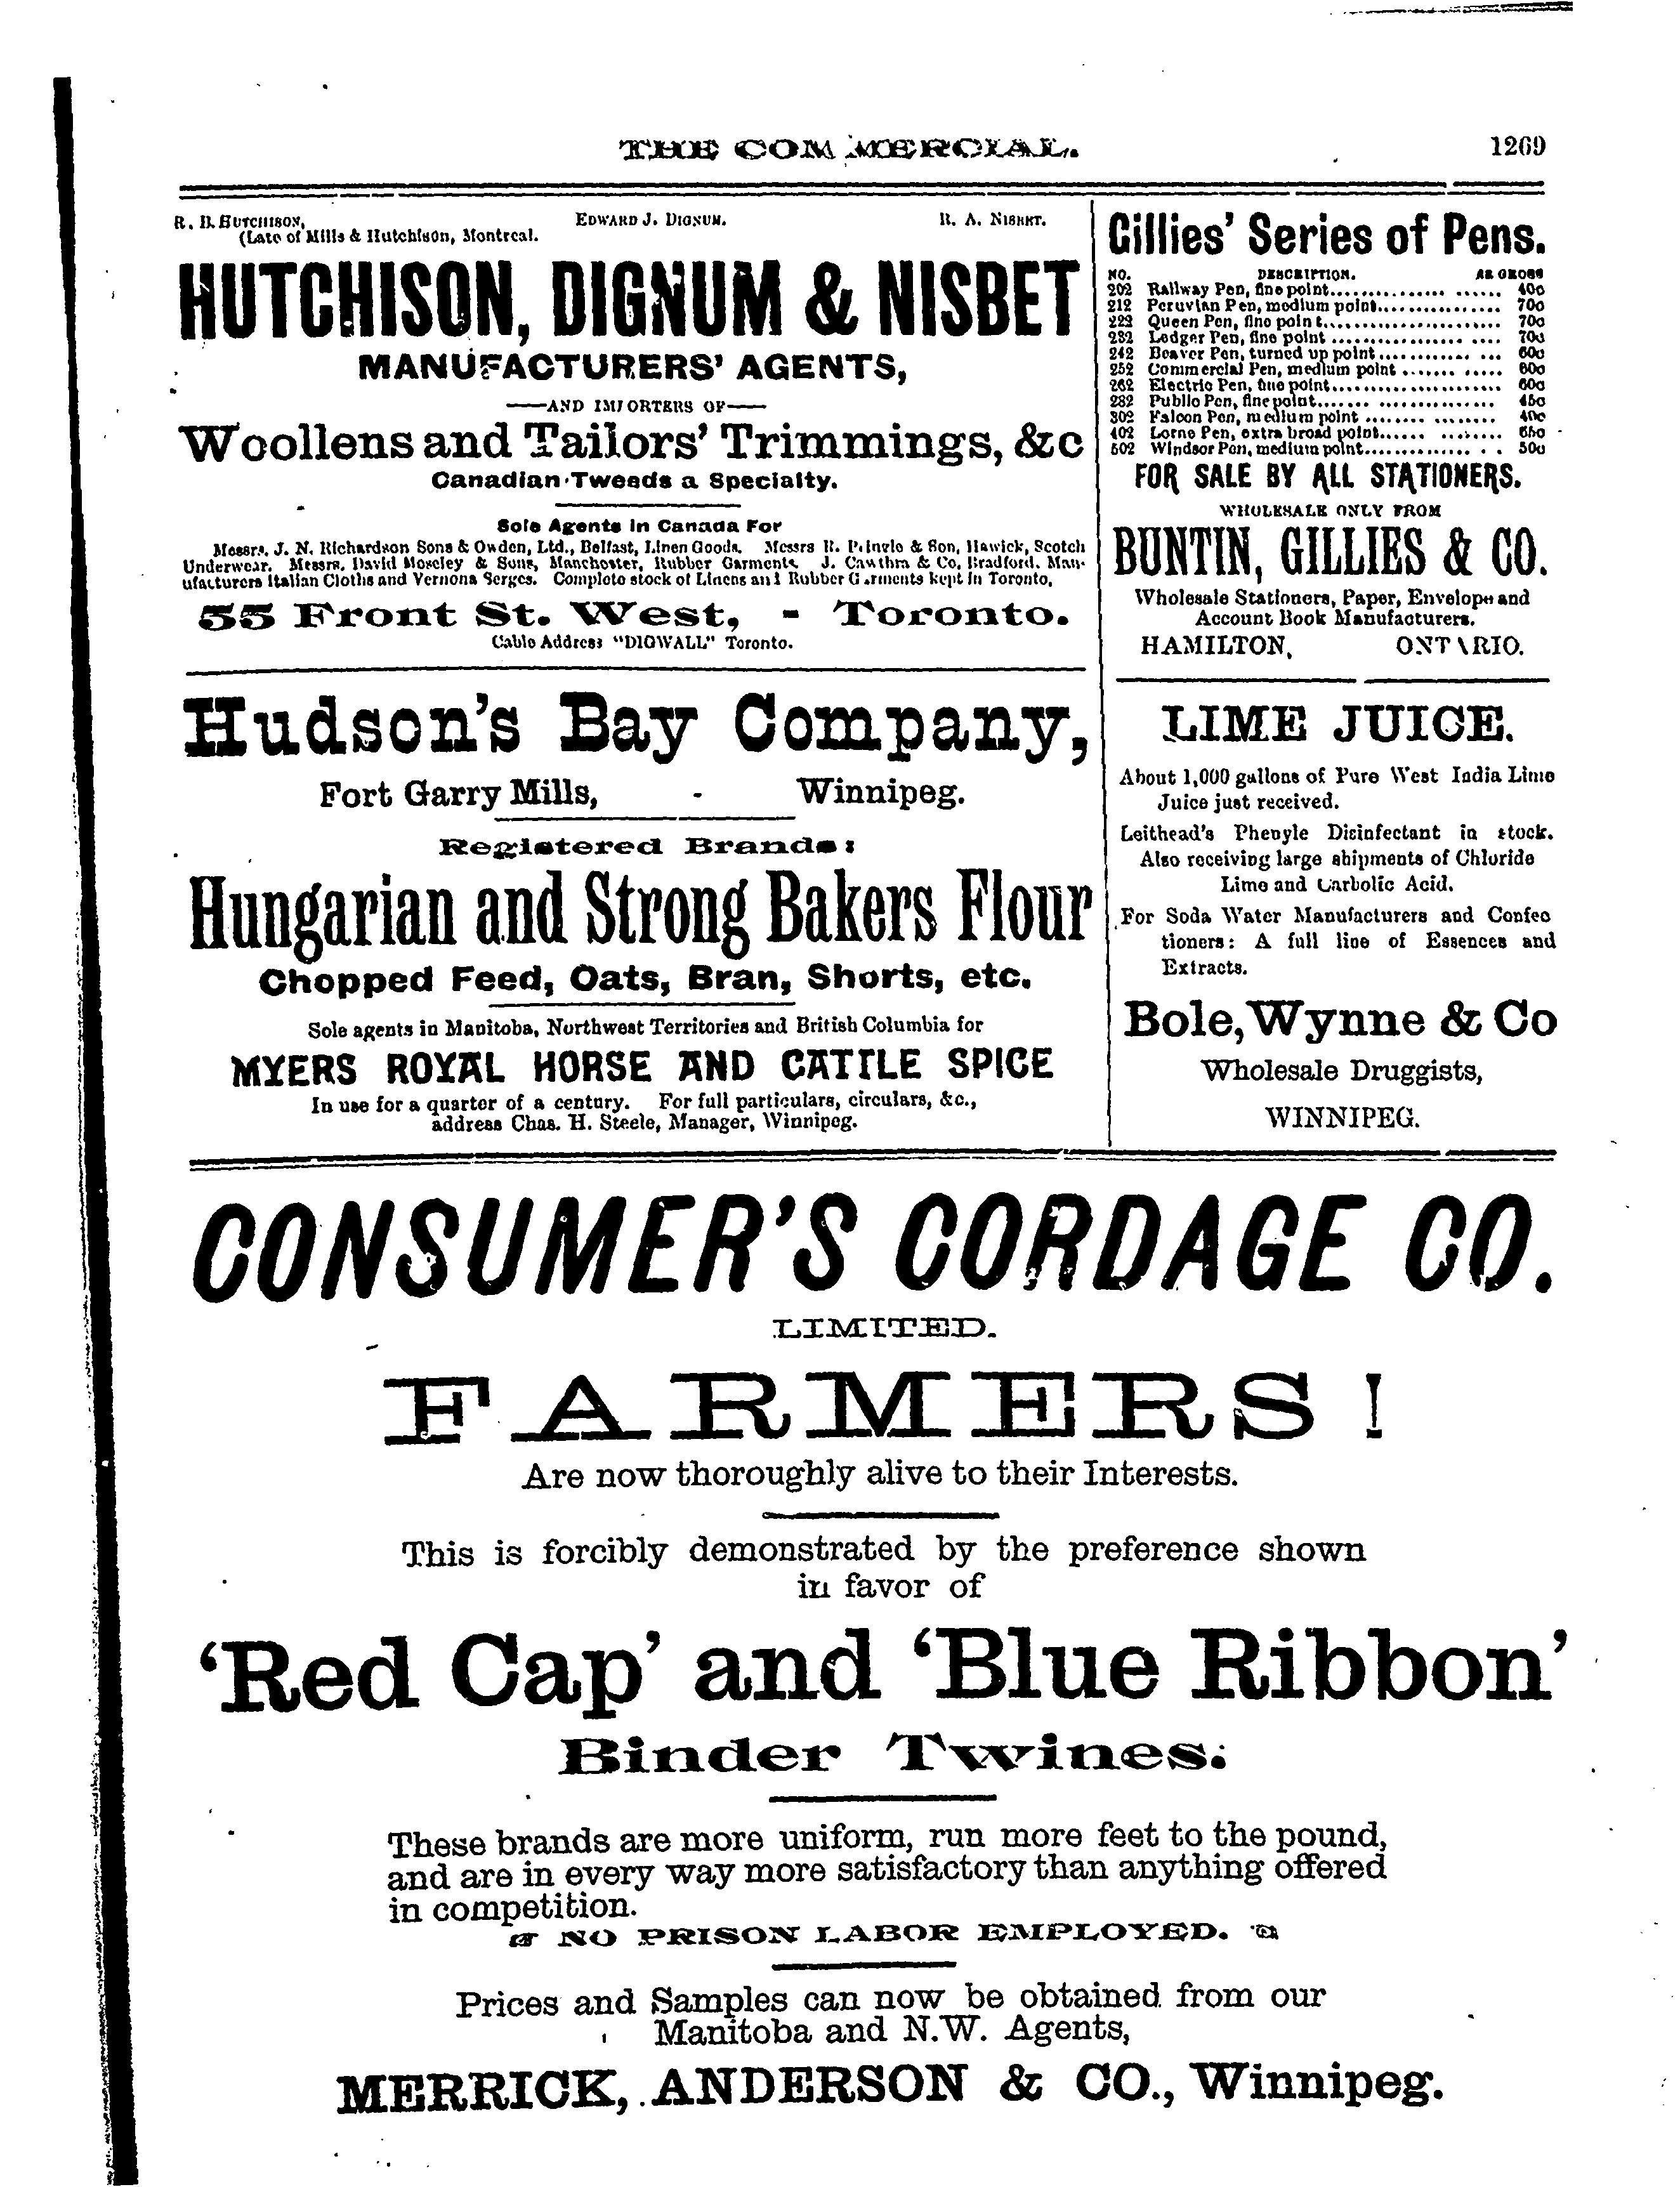 THE COMMERCIAL.
1269
R. B. HUTCHISON,
(Late of Mills & Hutchison, Montreal.
EDWARD J. DIGNUM.
R. A. NISBET.
HUTCHISON, DIGNUM & NISBET
MANUFACTURERS' AGENTS,
—AND IMPORTERS OF—
Woollens and Tailors' Trimmings, &c
Canadian Tweeds a Specialty.
Sole Agents in Canada For
Messrs. J. N. Richardson Sons & Owden, Ltd., Belfast, Linen Goods. Messrs R. Pringle & Son, Hawick, Scotch
Underwear. Messrs. David Moseley & Sons, Manchester, Rubber Garments. J. Cawthra & Co. Bradford. Man-
ufacturers Italian Cloths and Vernona Serges. Complete stock of Linens and Rubber Garments kept in Toronto,
55 Front St. West, - Toronto.
Cable Address "DIGWALL" Toronto.
Hudson's Bay Company,
Fort Garry Mills, - Winnipeg.
Registered Brands:
Hungarian and Strong Bakers Flour
Chopped Feed, Oats, Bran, Shorts, etc.
Sole agents in Manitoba, Northwest Territories and British Columbia for
MYERS ROYAL HORSE AND CATTLE SPICE
In use for a quarter of a century. For full particulars, circulars, &c.,
address Chas. H. Steele, Manager, Winnipeg.
Gillies' Series of Pens.
NO. DESCRIPTION. GROSS
202 Railway Pen, fine point............... ...... 40c
212 Peruvian Pen, medium point.................. 70c
222 Queen Pen, fine point....................... 70c
232 Ledger Pen, fine point ................. .... 70c
242 Beaver Pen, turned up point ............ ... 60c
252 Commercial Pen, medium point ....... ..... 60c
262 Electric Pen, fine point...................... 60c
282 Public Pen, fine point....... ............... 45c
302 Falcon Pen, medium point ......... ......... 40c
402 Lorne Pen, extra broad point...... ......... 65c
502 Windsor Pen, medium point.............. . . 50c
FOR SALE BY ALL STATIONERS.
WHOLESALE ONLY FROM
BUNTIN, GILLIES & CO.
Wholesale Stationers, Paper, Envelope and
Account Book Manufacturers.
HAMILTON, ONTARIO.
LIME JUICE.
About 1,000 gallons of Pure West India Lime
Juice just received.
Leithead's Phenyle Disinfectant in stock.
Also receiving large shipments of Chloride
Lime and Carbolic Acid.
For Soda Water Manufacturers and Confec
tioners: A full line of Essences and
Extracts.
Bole, Wynne & Co
Wholesale Druggists,
WINNIPEG.
CONSUMER'S CORDAGE CO.
LIMITED.
FARMERS!
Are now thoroughly alive to their Interests.
This is forcibly demonstrated by the preference shown
in favor of
'Red Cap' and 'Blue Ribbon'
Binder Twines.
These brands are more uniform, run more feet to the pound,
and are in every way more satisfactory than anything offered
in competition.
☞ NO PRISON LABOR EMPLOYED. ☜
Prices and Samples can now be obtained from our
Manitoba and N.W. Agents,
MERRICK, ANDERSON & CO., Winnipeg.